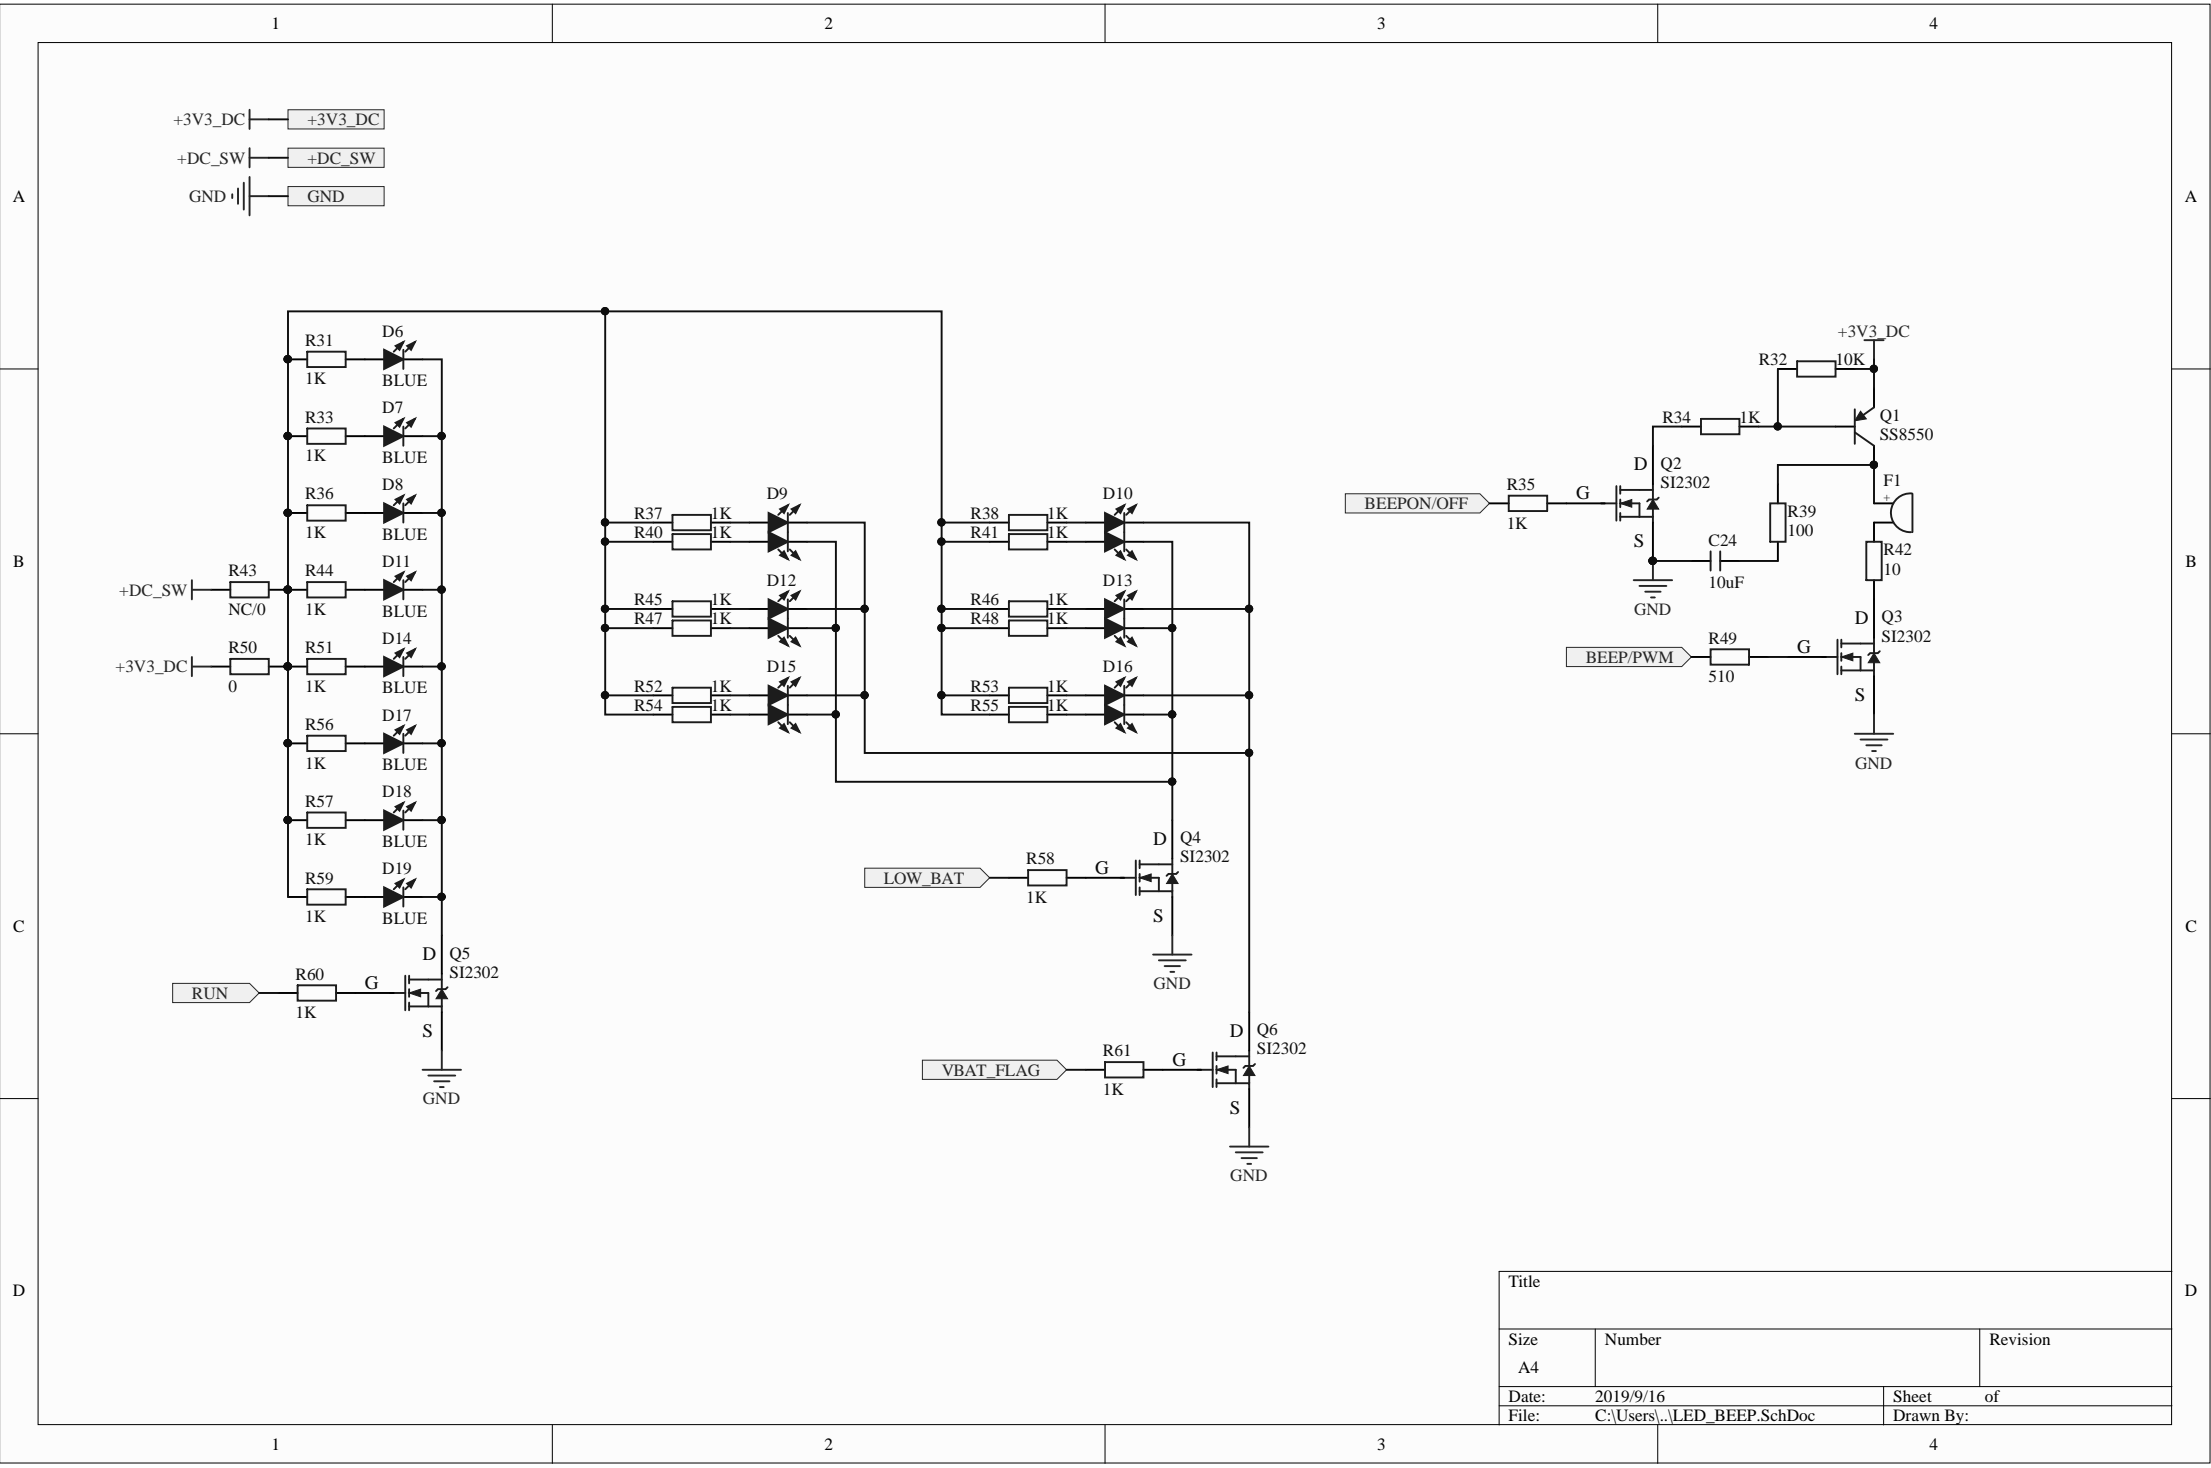 1 2 3 4
A A
B B
C C
D D
+3V3_DC +3V3_DC
+DC_SW +DC_SW
GND GND
R31 1K D6 BLUE
R33 1K D7 BLUE
R36 1K D8 BLUE
+DC_SW R43 NC/0
R44 1K D11 BLUE
+3V3_DC R50 0
R51 1K D14 BLUE
R56 1K D17 BLUE
R57 1K D18 BLUE
R59 1K D19 BLUE
RUN R60 1K G D S Q5 SI2302 GND
R37 1K D9
R40 1K
R45 1K D12
R47 1K
R52 1K D15
R54 1K
R38 1K D10
R41 1K
R46 1K D13
R48 1K
R53 1K D16
R55 1K
LOW_BAT R58 1K G D S Q4 SI2302 GND
VBAT_FLAG R61 1K G D S Q6 SI2302 GND
+3V3_DC
R32 10K
R34 1K
Q1 SS8550
BEEPON/OFF R35 1K G D S Q2 SI2302 GND
F1 +
R39 100
C24 10uF
R42 10
BEEP/PWM R49 510 G D S Q3 SI2302 GND
Title
Size Number Revision
A4
Date: 2019/9/16 Sheet of
File: C:\Users\..\LED_BEEP.SchDoc Drawn By:
1 2 3 4